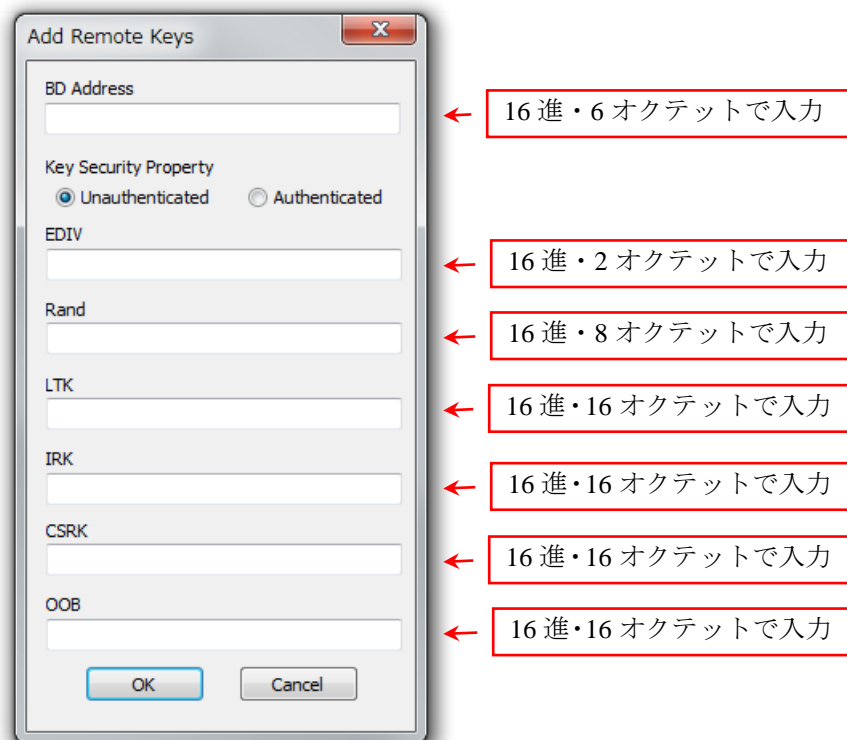 Add Remote Keys
BD Address
16 進・6 オクテットで入力
Key Security Property
Unauthenticated Authenticated
EDIV
16 進・2 オクテットで入力
Rand
16 進・8 オクテットで入力
LTK
16 進・16 オクテットで入力
IRK
16 進・16 オクテットで入力
CSRK
16 進・16 オクテットで入力
OOB
16 進・16 オクテットで入力
OK Cancel